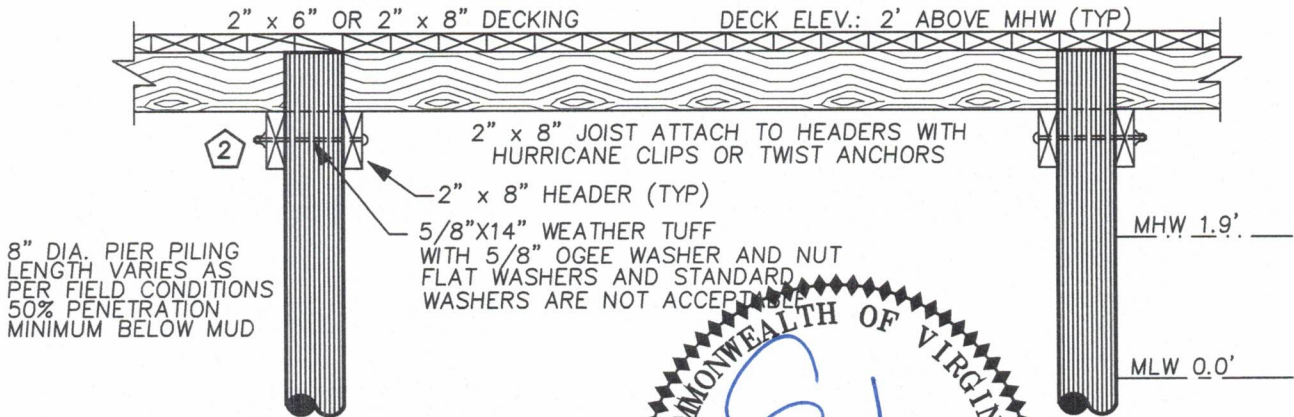 2" x 6" OR 2" x 8" DECKING
DECK ELEV.: 2' ABOVE MHW (TYP)
2
2" x 8" JOIST ATTACH TO HEADERS WITH
HURRICANE CLIPS OR TWIST ANCHORS
2" x 8" HEADER (TYP)
5/8"X14" WEATHER TUFF
WITH 5/8" OGEE WASHER AND NUT
FLAT WASHERS AND STANDARD
WASHERS ARE NOT ACCEPTABLE
8" DIA. PIER PILING
LENGTH VARIES AS
PER FIELD CONDITIONS
50% PENETRATION
MINIMUM BELOW MUD
MHW 1.9'
MLW 0.0'
MMONWEALTH OF VIRGIN